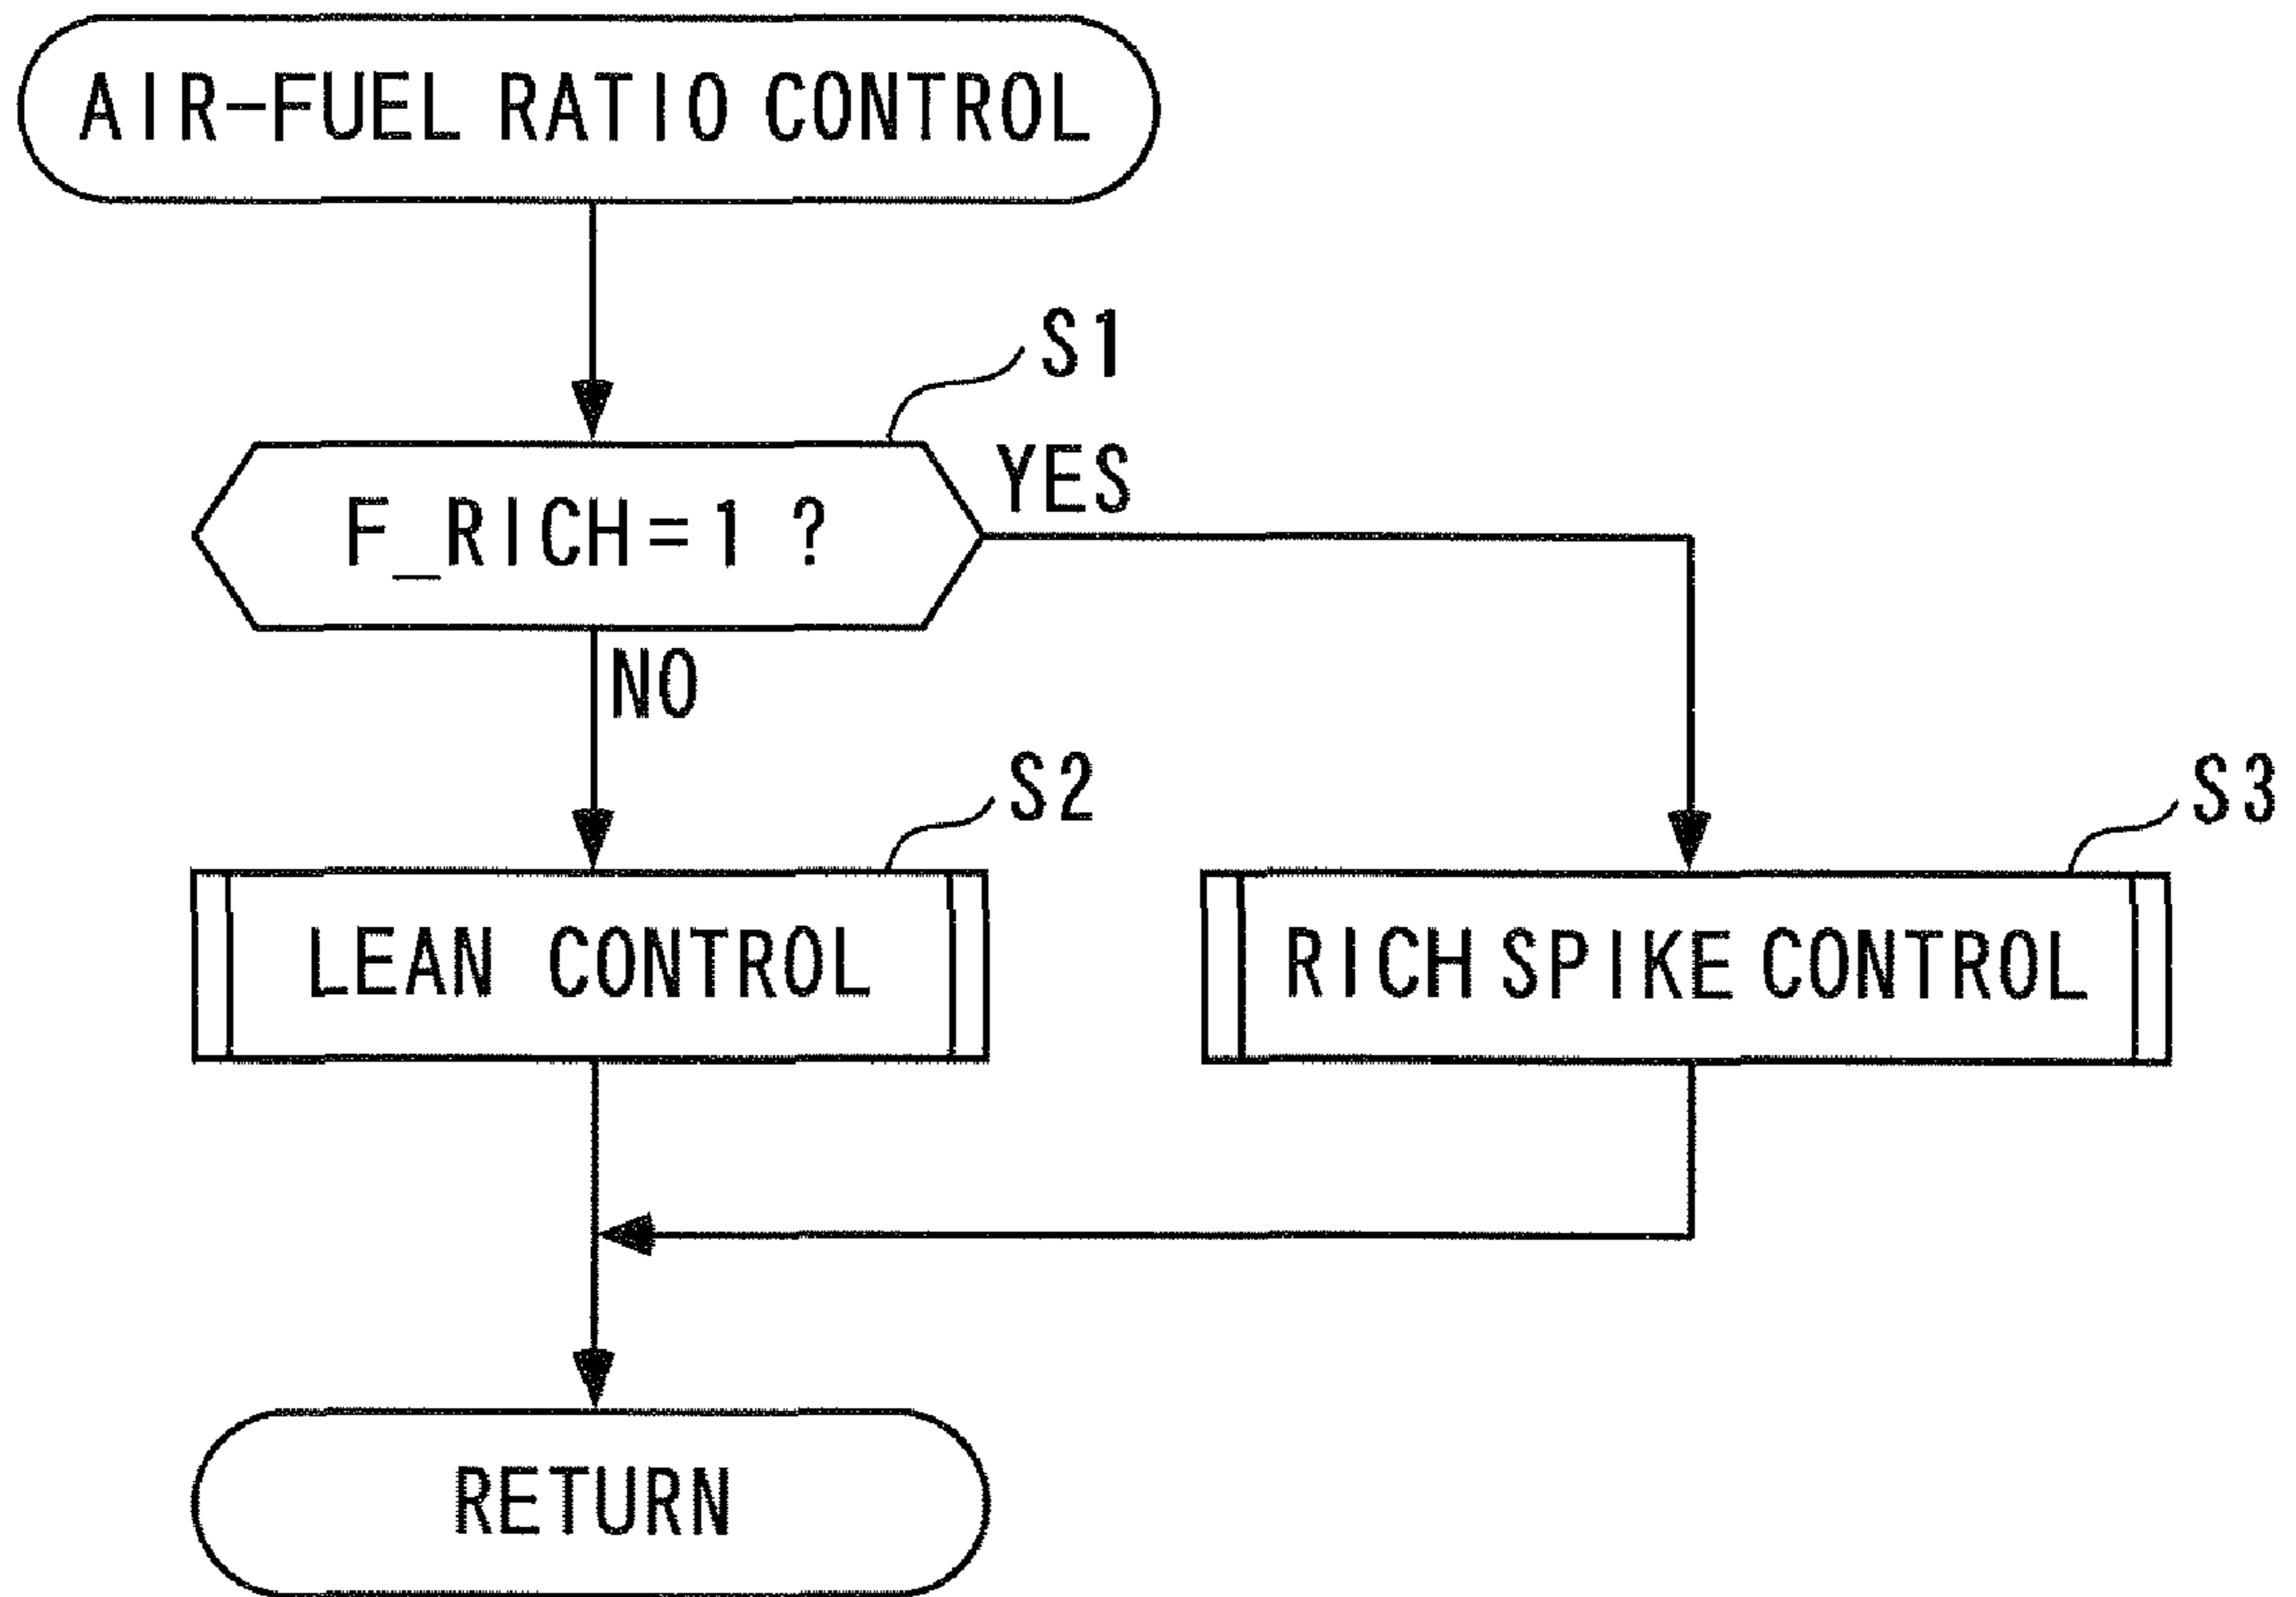 AIR-FUEL RATIO CONTROL
S1
F_RICH=1 ?
YES
NO
S2
S3
LEAN CONTROL
RICH SPIKE CONTROL
RETURN